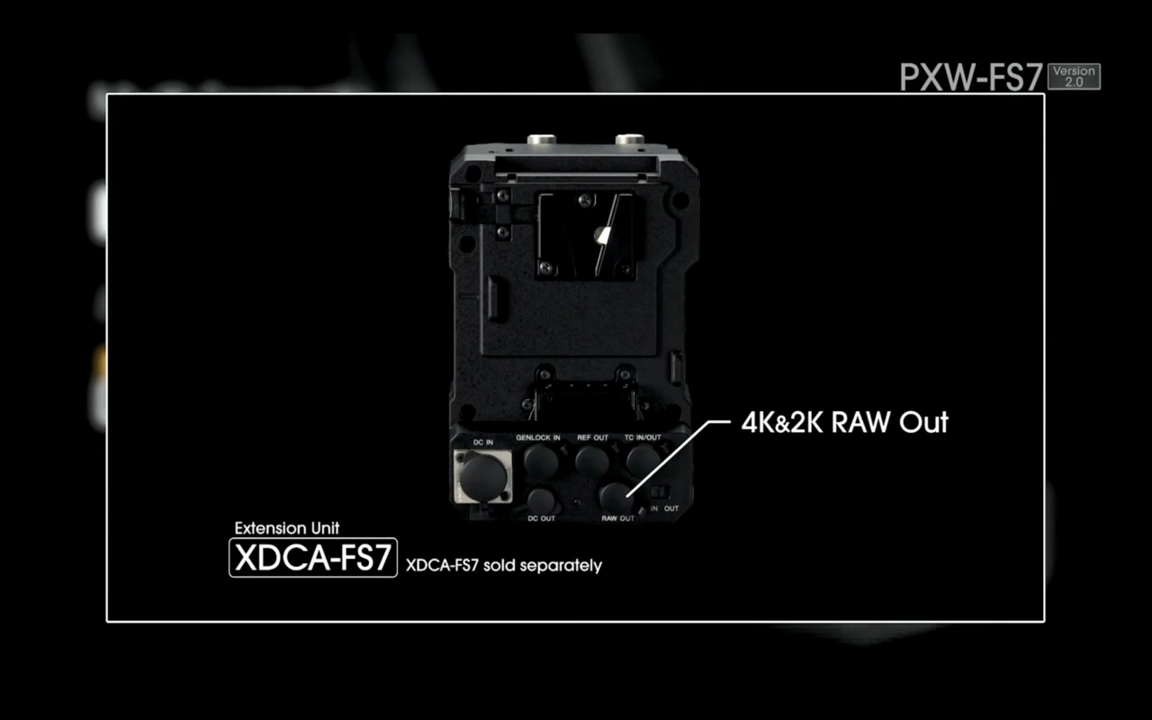 PXW-FS7 Version
2.0
DC IN
GENLOCK IN
REF OUT
TC IN/OUT
4K&2K RAW Out
DC OUT
RAW OUT
IN OUT
Extension Unit
XDCA-FS7 XDCA-FS7 sold separately